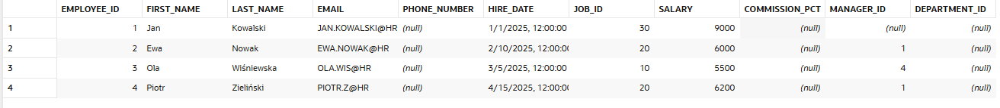 EMPLOYEE_ID FIRST_NAME LAST_NAME EMAIL PHONE_NUMBER HIRE_DATE JOB_ID SALARY COMMISSION_PCT MANAGER_ID DEPARTMENT_ID
1 1 Jan Kowalski JAN.KOWALSKI@HR (null) 1/1/2025, 12:00:00 30 9000 (null) (null) (null)
2 2 Ewa Nowak EWA.NOWAK@HR (null) 2/10/2025, 12:00:00 20 6000 (null) 1 (null)
3 3 Ola Wiśniewska OLA.WIS@HR (null) 3/5/2025, 12:00:00 10 5500 (null) 4 (null)
4 4 Piotr Zieliński PIOTR.Z@HR (null) 4/15/2025, 12:00:00 20 6200 (null) 1 (null)